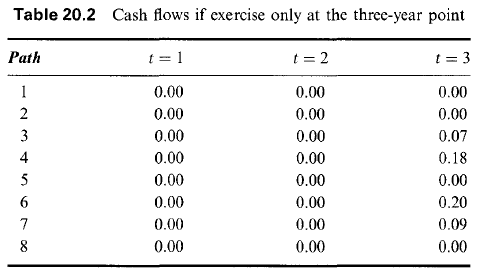 Table 20.2 Cash flows if exercise only at the three-year point
Path t = 1 t = 2 t = 3
1 0.00 0.00 0.00
2 0.00 0.00 0.00
3 0.00 0.00 0.07
4 0.00 0.00 0.18
5 0.00 0.00 0.00
6 0.00 0.00 0.20
7 0.00 0.00 0.09
8 0.00 0.00 0.00